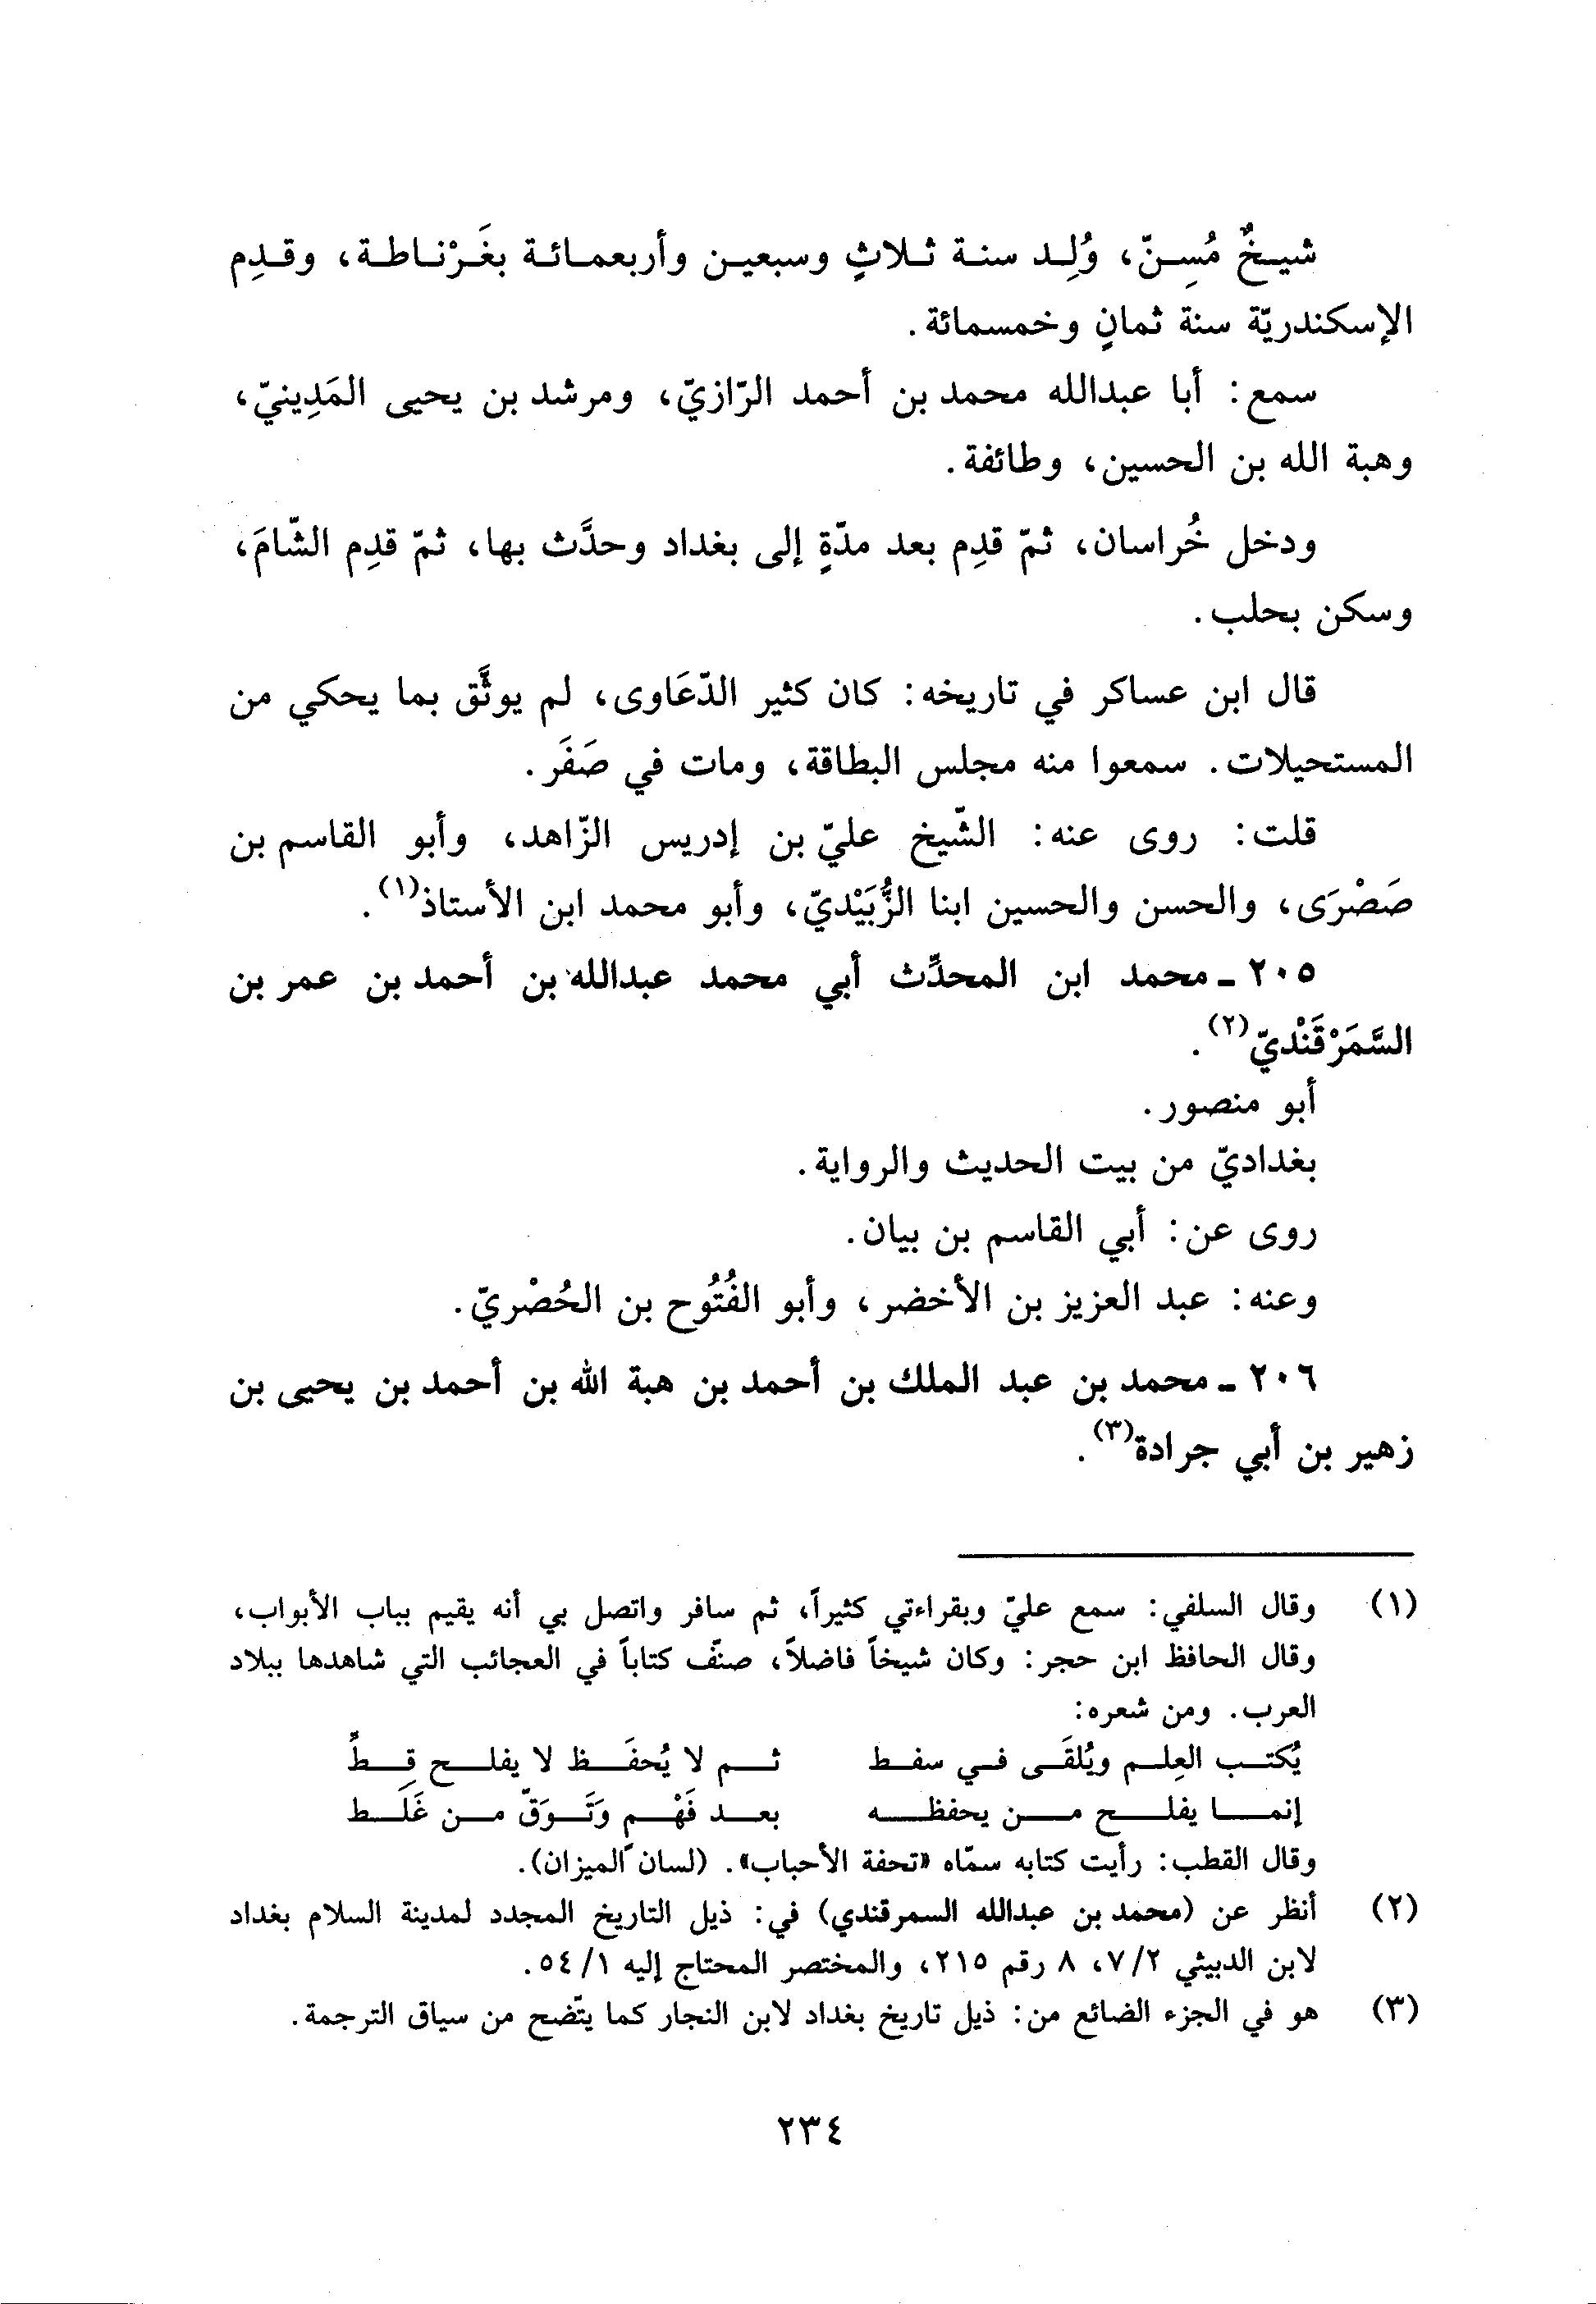 شيخٌ مُسِنّ، وُلِد سنة ثلاثٍ وسبعين وأربعمائة بغَرْناطة، وقدِم
الإسكندريّة سنة ثمانٍ وخمسمائة.
سمع: أبا عبدالله محمد بن أحمد الرّازيّ، ومرشد بن يحيى المَدِينيّ،
وهبة الله بن الحسين، وطائفة.
ودخل خُراسان، ثمّ قدِم بعد مدّةٍ إلى بغداد وحدَّث بها، ثمّ قدِم الشّامَ،
وسكن بحلب.
قال ابن عساكر في تاريخه: كان كثير الدّعَاوى، لم يوثَّق بما يحكي من
المستحيلات. سمعوا منه مجلس البطاقة، ومات في صَفَر.
قلت: روى عنه: الشّيخ عليّ بن إدريس الزّاهد، وأبو القاسم بن
صَصْرَى، والحسن والحسين ابنا الزُّبَيْديّ، وأبو محمد ابن الأستاذ(١).
٢٠٥ ـ محمد ابن المحدِّث أبي محمد عبدالله بن أحمد بن عمر بن
السَّمَرْقَنْديّ(٢).
أبو منصور.
بغداديّ من بيت الحديث والرواية.
روى عن: أبي القاسم بن بيان.
وعنه: عبد العزيز بن الأخضر، وأبو الفُتُوح بن الحُصْريّ.
٢٠٦ ـ محمد بن عبد الملك بن أحمد بن هبة الله بن أحمد بن يحيى بن
زهير بن أبي جرادة(٣).
(١) وقال السلفي: سمع عليّ وبقراءتي كثيراً، ثم سافر واتصل بي أنه يقيم بباب الأبواب،
وقال الحافظ ابن حجر: وكان شيخاً فاضلاً، صنّف كتاباً في العجائب التي شاهدها ببلاد
العرب. ومن شعره:
يُكتب العِلم ويُلقَى في سفط ثم لا يُحفَظ لا يفلح قِطُّ
إنما يفلح من يحفظه بعد فَهْمٍ وَتَوَقّ من غَلَط
وقال القطب: رأيت كتابه سمّاه «تحفة الأحباب». (لسان الميزان).
(٢) أنظر عن (محمد بن عبدالله السمرقندي) في: ذيل التاريخ المجدد لمدينة السلام بغداد
لابن الدبيثي ٧/٢، ٨ رقم ٢١٥، والمختصر المحتاج إليه ٥٤/١.
(٣) هو في الجزء الضائع من: ذيل تاريخ بغداد لابن النجار كما يتّضح من سياق الترجمة.
٢٣٤